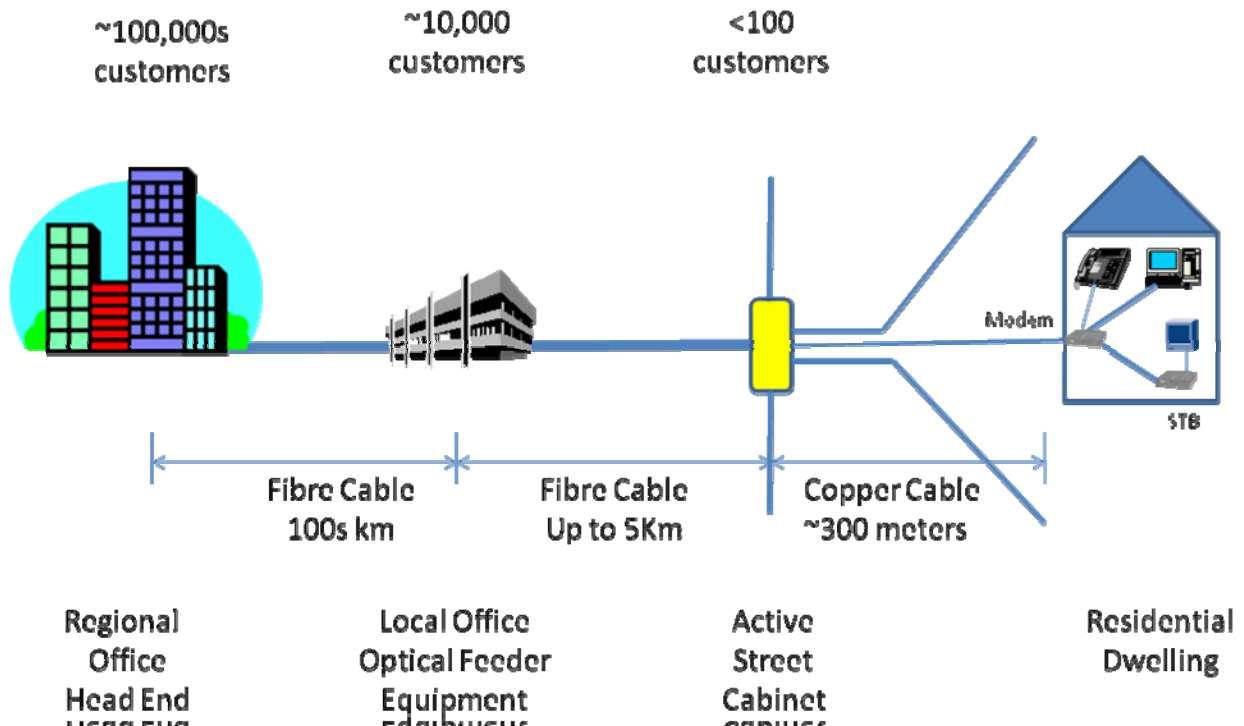 ~100,000s
customers
~10,000
customers
<100
customers
Modem
STB
Fibre Cable
100s km
Fibre Cable
Up to 5Km
Copper Cable
~300 meters
Regional
Office
Head End
Local Office
Optical Feeder
Equipment
Active
Street
Cabinet
Residential
Dwelling